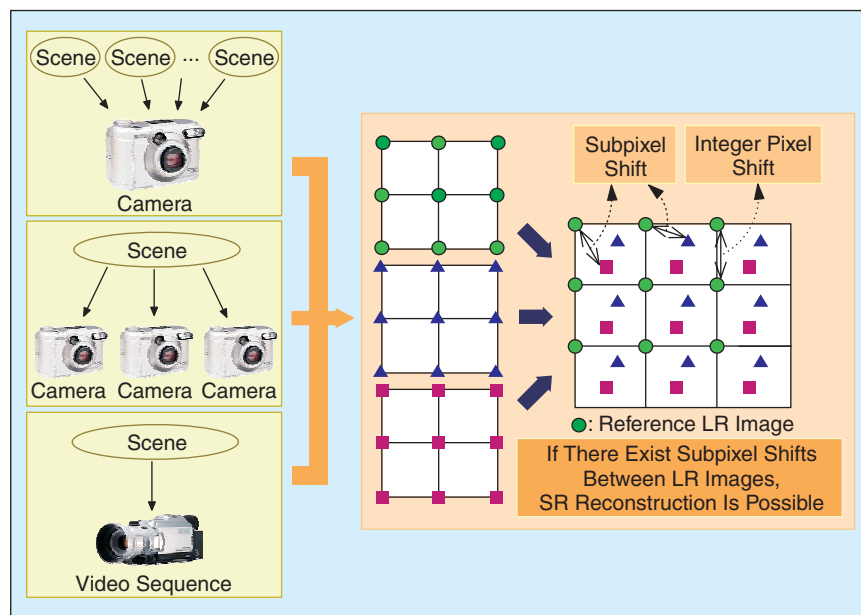 Scene Scene ... Scene
Camera
Scene
Camera Camera Camera
Scene
Video Sequence
Subpixel
Shift
Integer Pixel
Shift
: Reference LR Image
If There Exist Subpixel Shifts
Between LR Images,
SR Reconstruction Is Possible